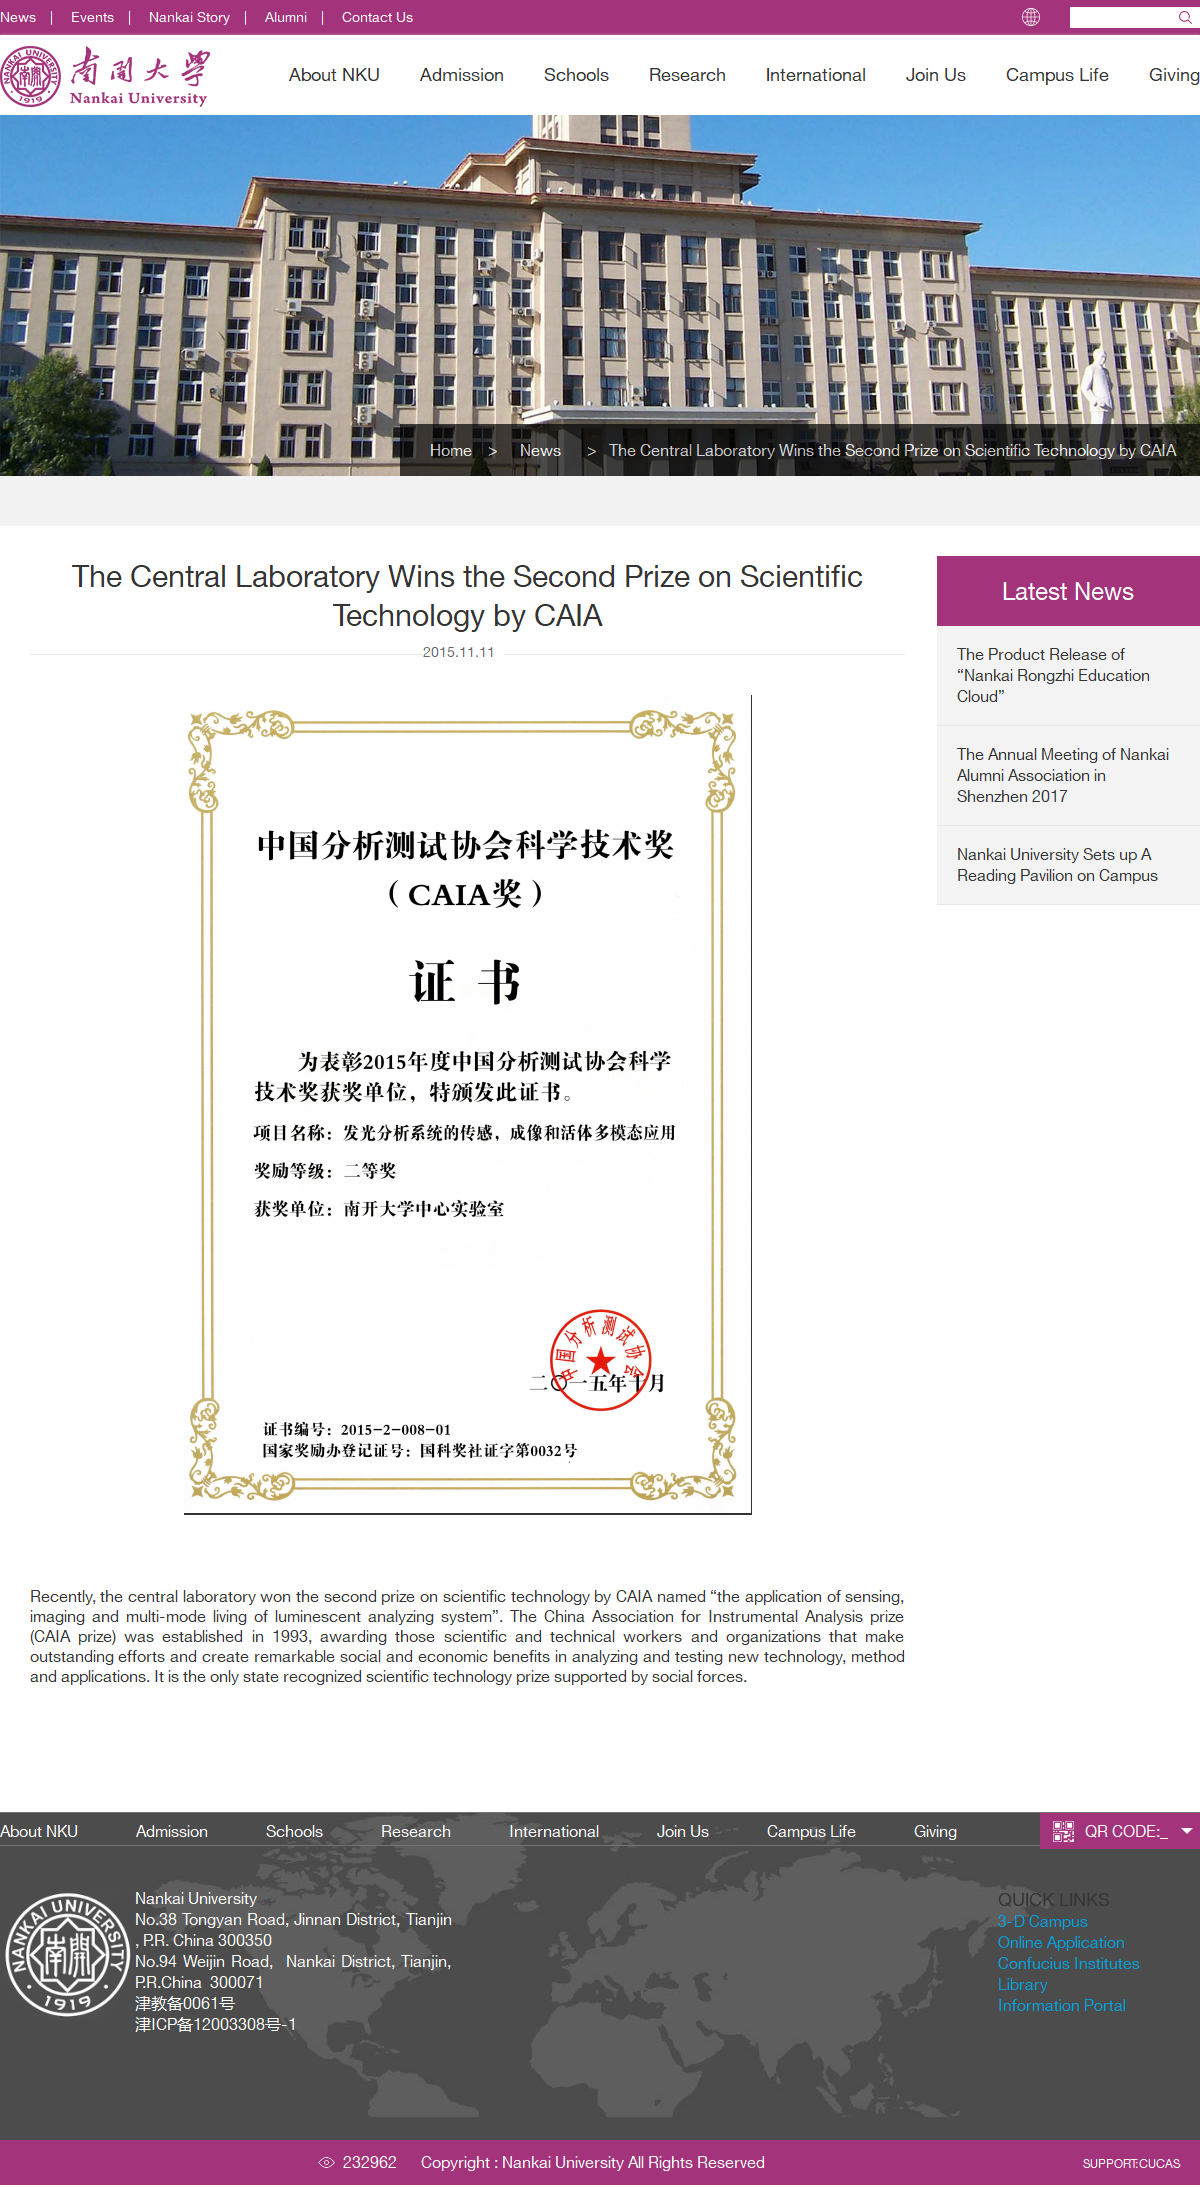 News | Events | Nankai Story | Alumni | Contact Us
NANKAI UNIVERSITY
1919
南開大學
Nankai University
About NKU Admission Schools Research International Join Us Campus Life Giving
Home > News > The Central Laboratory Wins the Second Prize on Scientific Technology by CAIA
The Central Laboratory Wins the Second Prize on Scientific
Technology by CAIA
2015.11.11
中国分析测试协会科学技术奖
（CAIA奖）
证 书
为表彰2015年度中国分析测试协会科学
技术奖获奖单位，特颁发此证书。
项目名称：发光分析系统的传感，成像和活体多模态应用
奖励等级：二等奖
获奖单位：南开大学中心实验室
中国分析测试协会
二〇一五年十月
证书编号：2015-2-008-01
国家奖励办登记证号：国科奖社证字第0032号
Recently, the central laboratory won the second prize on scientific technology by CAIA named “the application of sensing,
imaging and multi-mode living of luminescent analyzing system”. The China Association for Instrumental Analysis prize
(CAIA prize) was established in 1993, awarding those scientific and technical workers and organizations that make
outstanding efforts and create remarkable social and economic benefits in analyzing and testing new technology, method
and applications. It is the only state recognized scientific technology prize supported by social forces.
Latest News
The Product Release of
“Nankai Rongzhi Education
Cloud”
The Annual Meeting of Nankai
Alumni Association in
Shenzhen 2017
Nankai University Sets up A
Reading Pavilion on Campus
About NKU Admission Schools Research International Join Us Campus Life Giving
QR CODE:_
NANKAI UNIVERSITY
南開
1919
Nankai University
No.38 Tongyan Road, Jinnan District, Tianjin
, P.R. China 300350
No.94 Weijin Road, Nankai District, Tianjin,
P.R.China 300071
津教备0061号
津ICP备12003308号-1
QUICK LINKS
3-D Campus
Online Application
Confucius Institutes
Library
Information Portal
232962 Copyright : Nankai University All Rights Reserved
SUPPORT:CUCAS